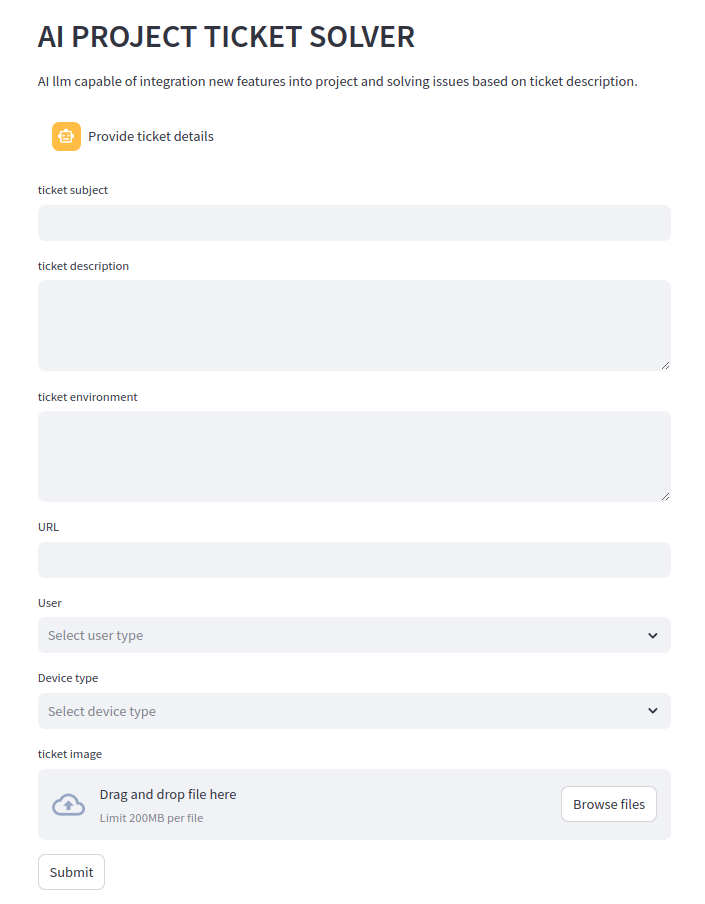 AI PROJECT TICKET SOLVER
AI llm capable of integration new features into project and solving issues based on ticket description.
Provide ticket details
ticket subject
ticket description
ticket environment
URL
User
Select user type
Device type
Select device type
ticket image
Drag and drop file here
Limit 200MB per file
Browse files
Submit